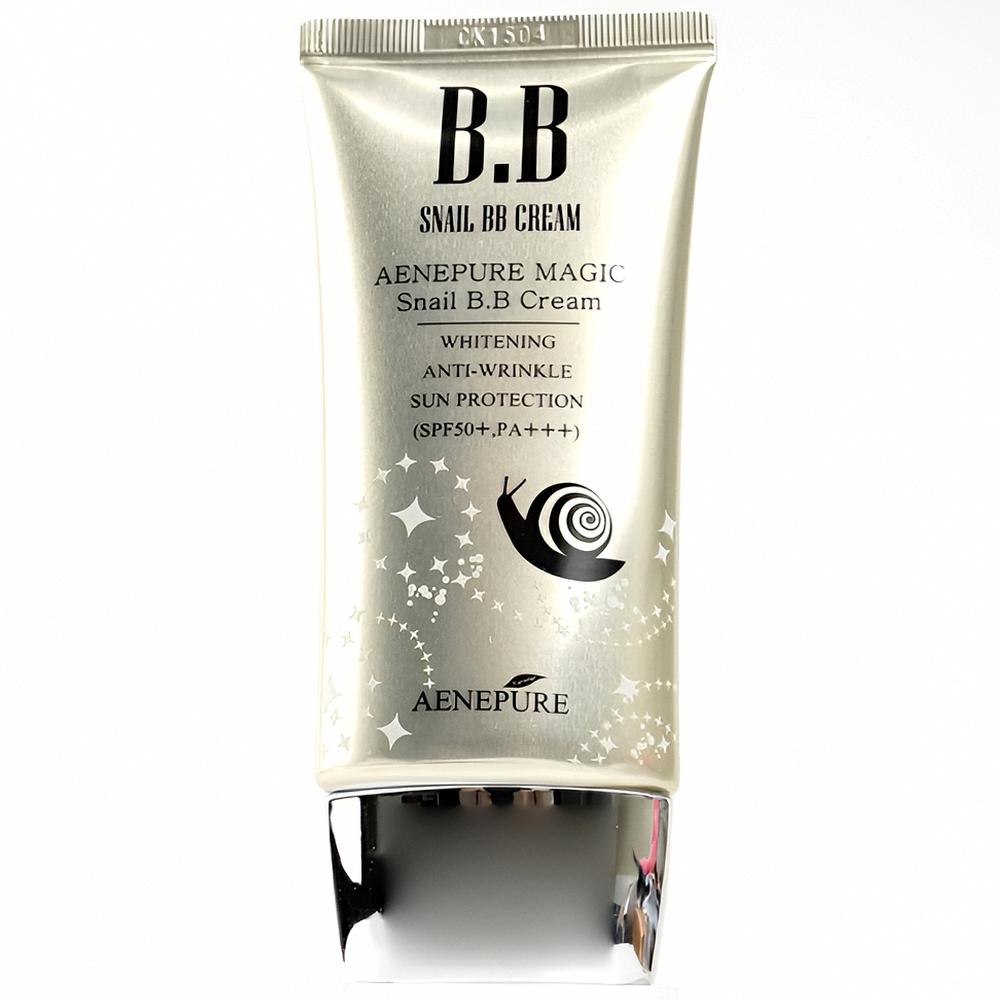 CK1504
B.B
SNAIL BB CREAM
AENEPURE MAGIC
Snail B.B Cream
WHITENING
ANTI-WRINKLE
SUN PROTECTION
(SPF50+,PA+++)
AENEPURE